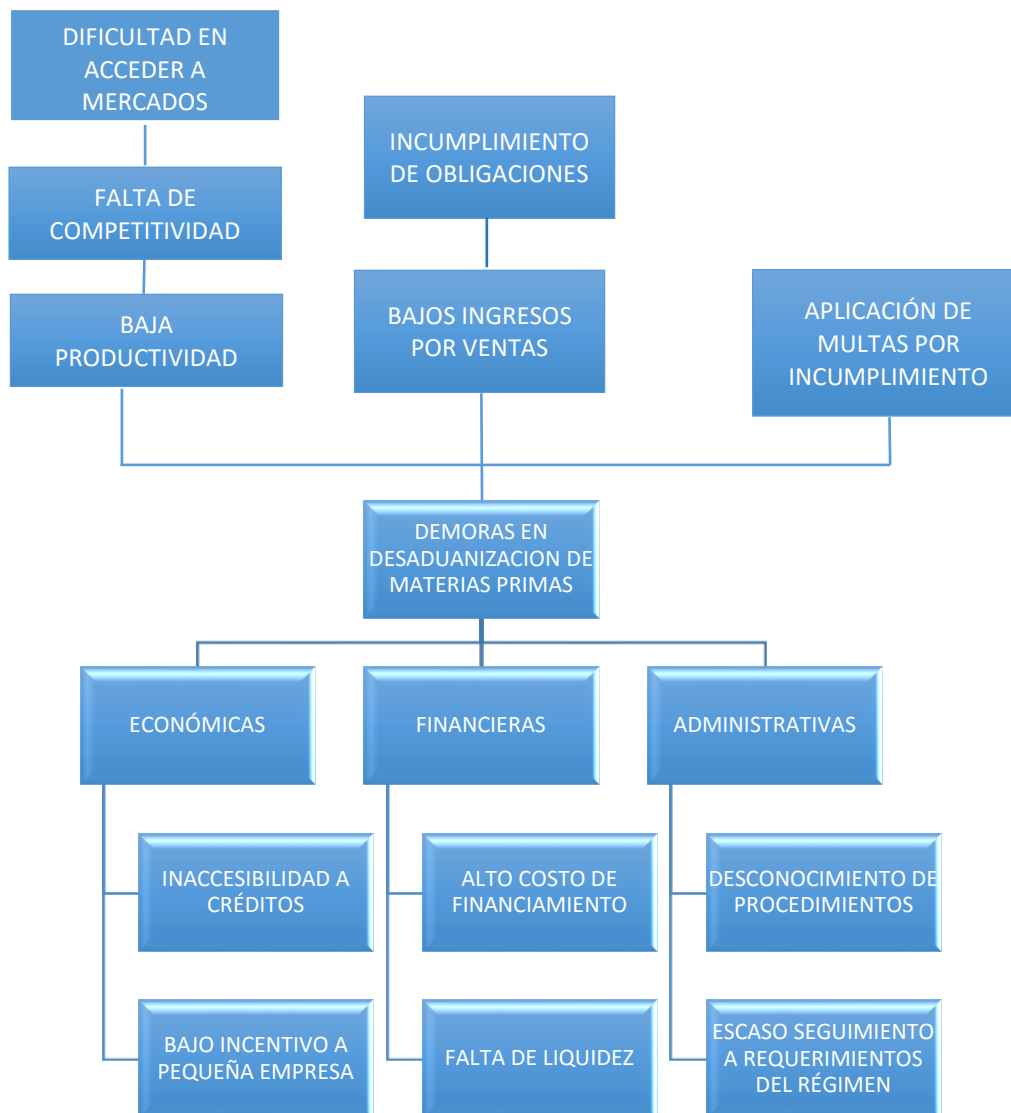 DIFICULTAD EN
ACCEDER A
MERCADOS
INCUMPLIMIENTO
DE OBLIGACIONES
FALTA DE
COMPETITIVIDAD
BAJA
PRODUCTIVIDAD
BAJOS INGRESOS
POR VENTAS
APLICACIÓN DE
MULTAS POR
INCUMPLIMIENTO
DEMORAS EN
DESADUANIZACION DE
MATERIAS PRIMAS
ECONÓMICAS
FINANCIERAS
ADMINISTRATIVAS
INACCESIBILIDAD A
CRÉDITOS
ALTO COSTO DE
FINANCIAMIENTO
DESCONOCIMIENTO DE
PROCEDIMIENTOS
BAJO INCENTIVO A
PEQUEÑA EMPRESA
FALTA DE LIQUIDEZ
ESCASO SEGUIMIENTO
A REQUERIMIENTOS
DEL RÉGIMEN